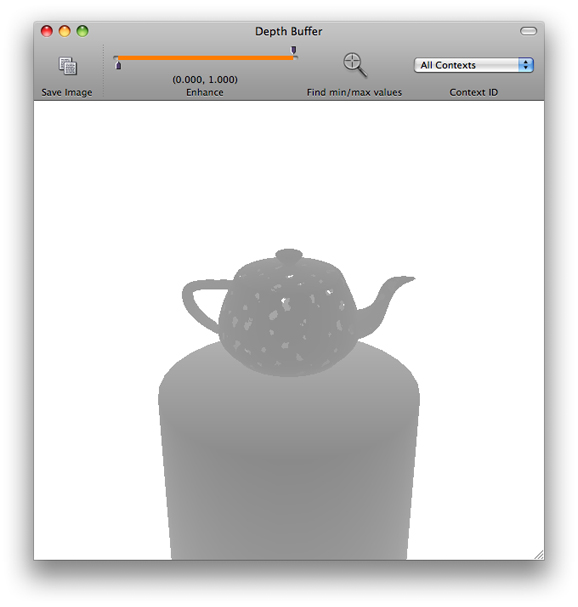 Depth Buffer
All Contexts
(0.000, 1.000)
Save Image
Enhance
Find min/max values
Context ID